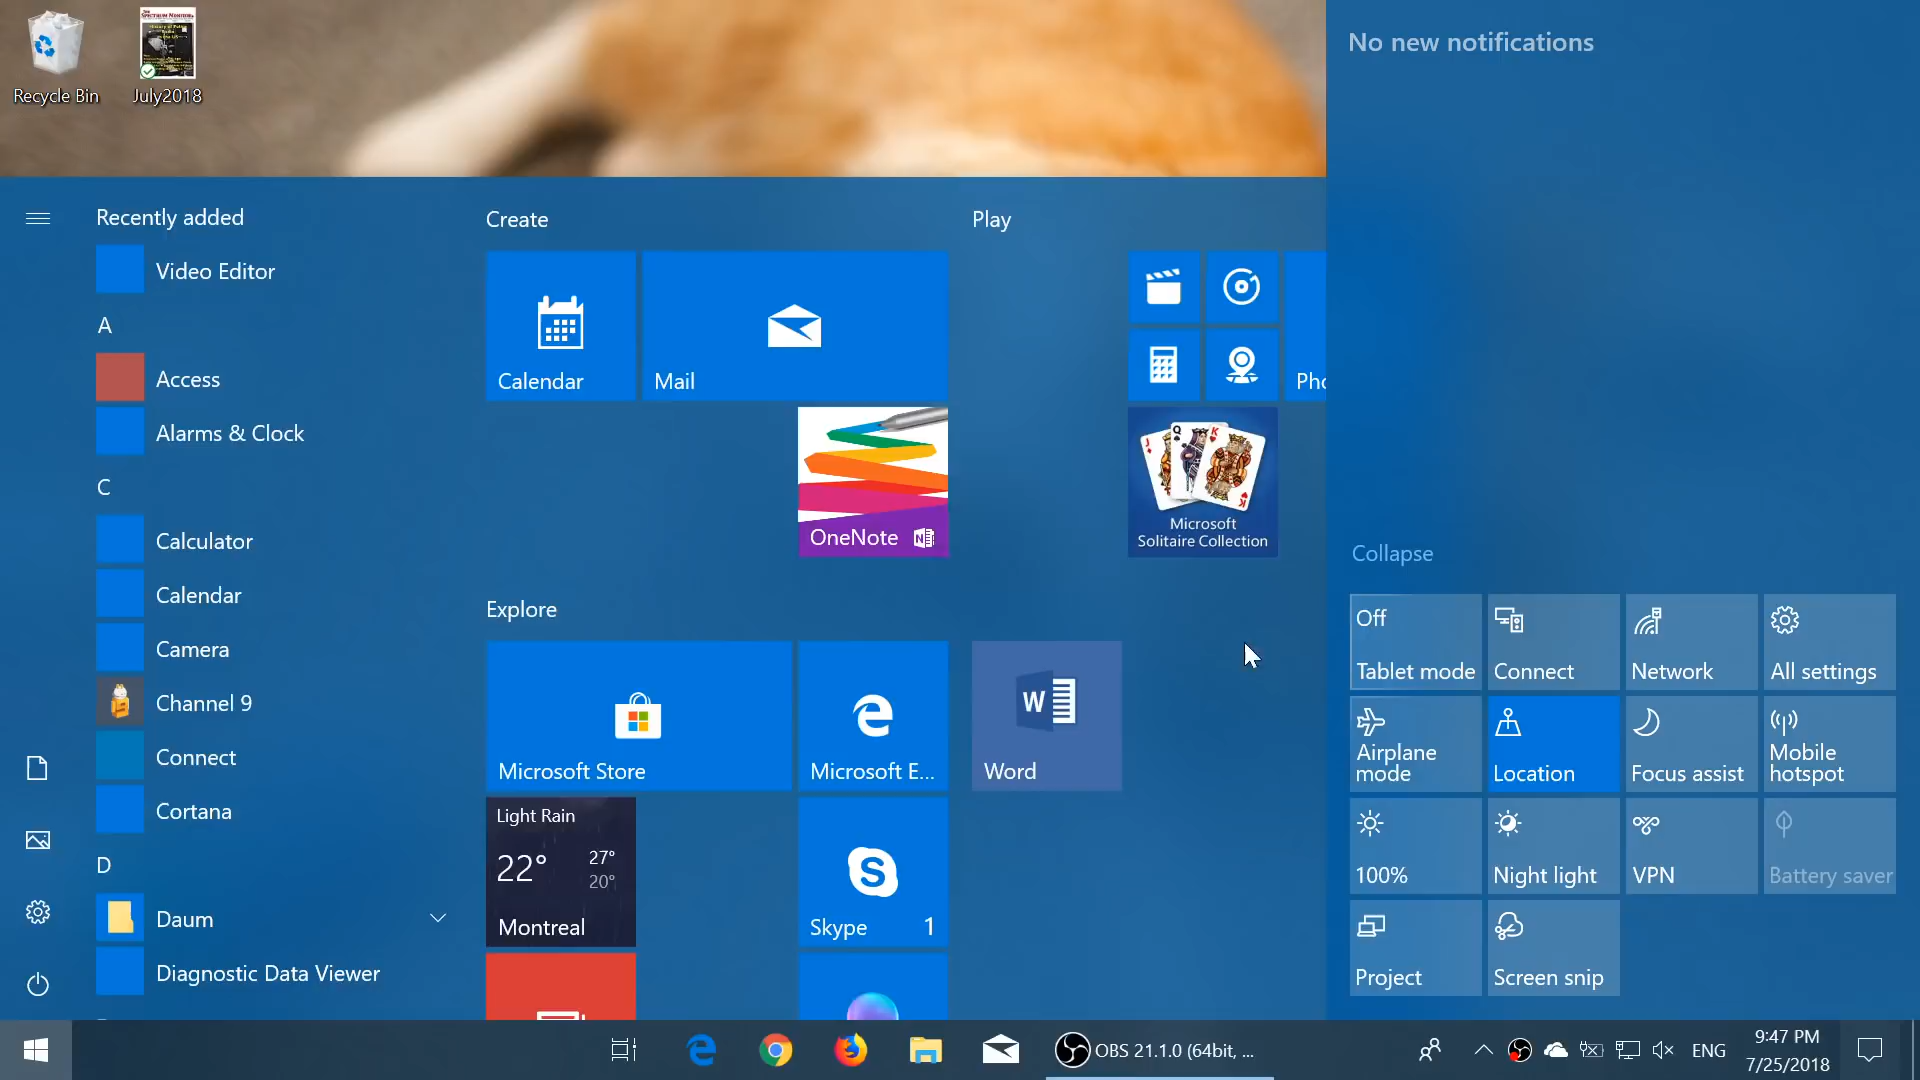 Recycle Bin
July2018
No new notifications
Recently added
Video Editor
A
Access
Alarms & Clock
C
Calculator
Calendar
Camera
Channel 9
Connect
Cortana
D
Daum
Diagnostic Data Viewer
Create
Calendar
Mail
OneNote
Play
Pho
J
Q
K
Microsoft
Solitaire Collection
Explore
Microsoft Store
Microsoft E...
W
Word
Light Rain
22°
27°
20°
Montreal
Skype
1
Collapse
Off
Tablet mode
Connect
Network
All settings
Airplane
mode
Location
Focus assist
Mobile
hotspot
100%
Night light
VPN
Battery saver
Project
Screen snip
OBS 21.1.0 (64bit, ...
ENG
9:47 PM
7/25/2018